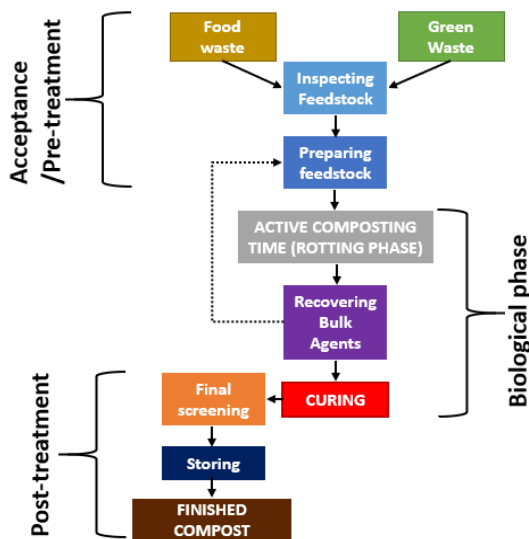 Food
waste
Green
Waste
Acceptance
/Pre-treatment
Inspecting
Feedstock
Preparing
feedstock
ACTIVE COMPOSTING
TIME (ROTTING PHASE)
Recovering
Bulk
Agents
Biological phase
CURING
Final
screening
Post-treatment
Storing
FINISHED
COMPOST